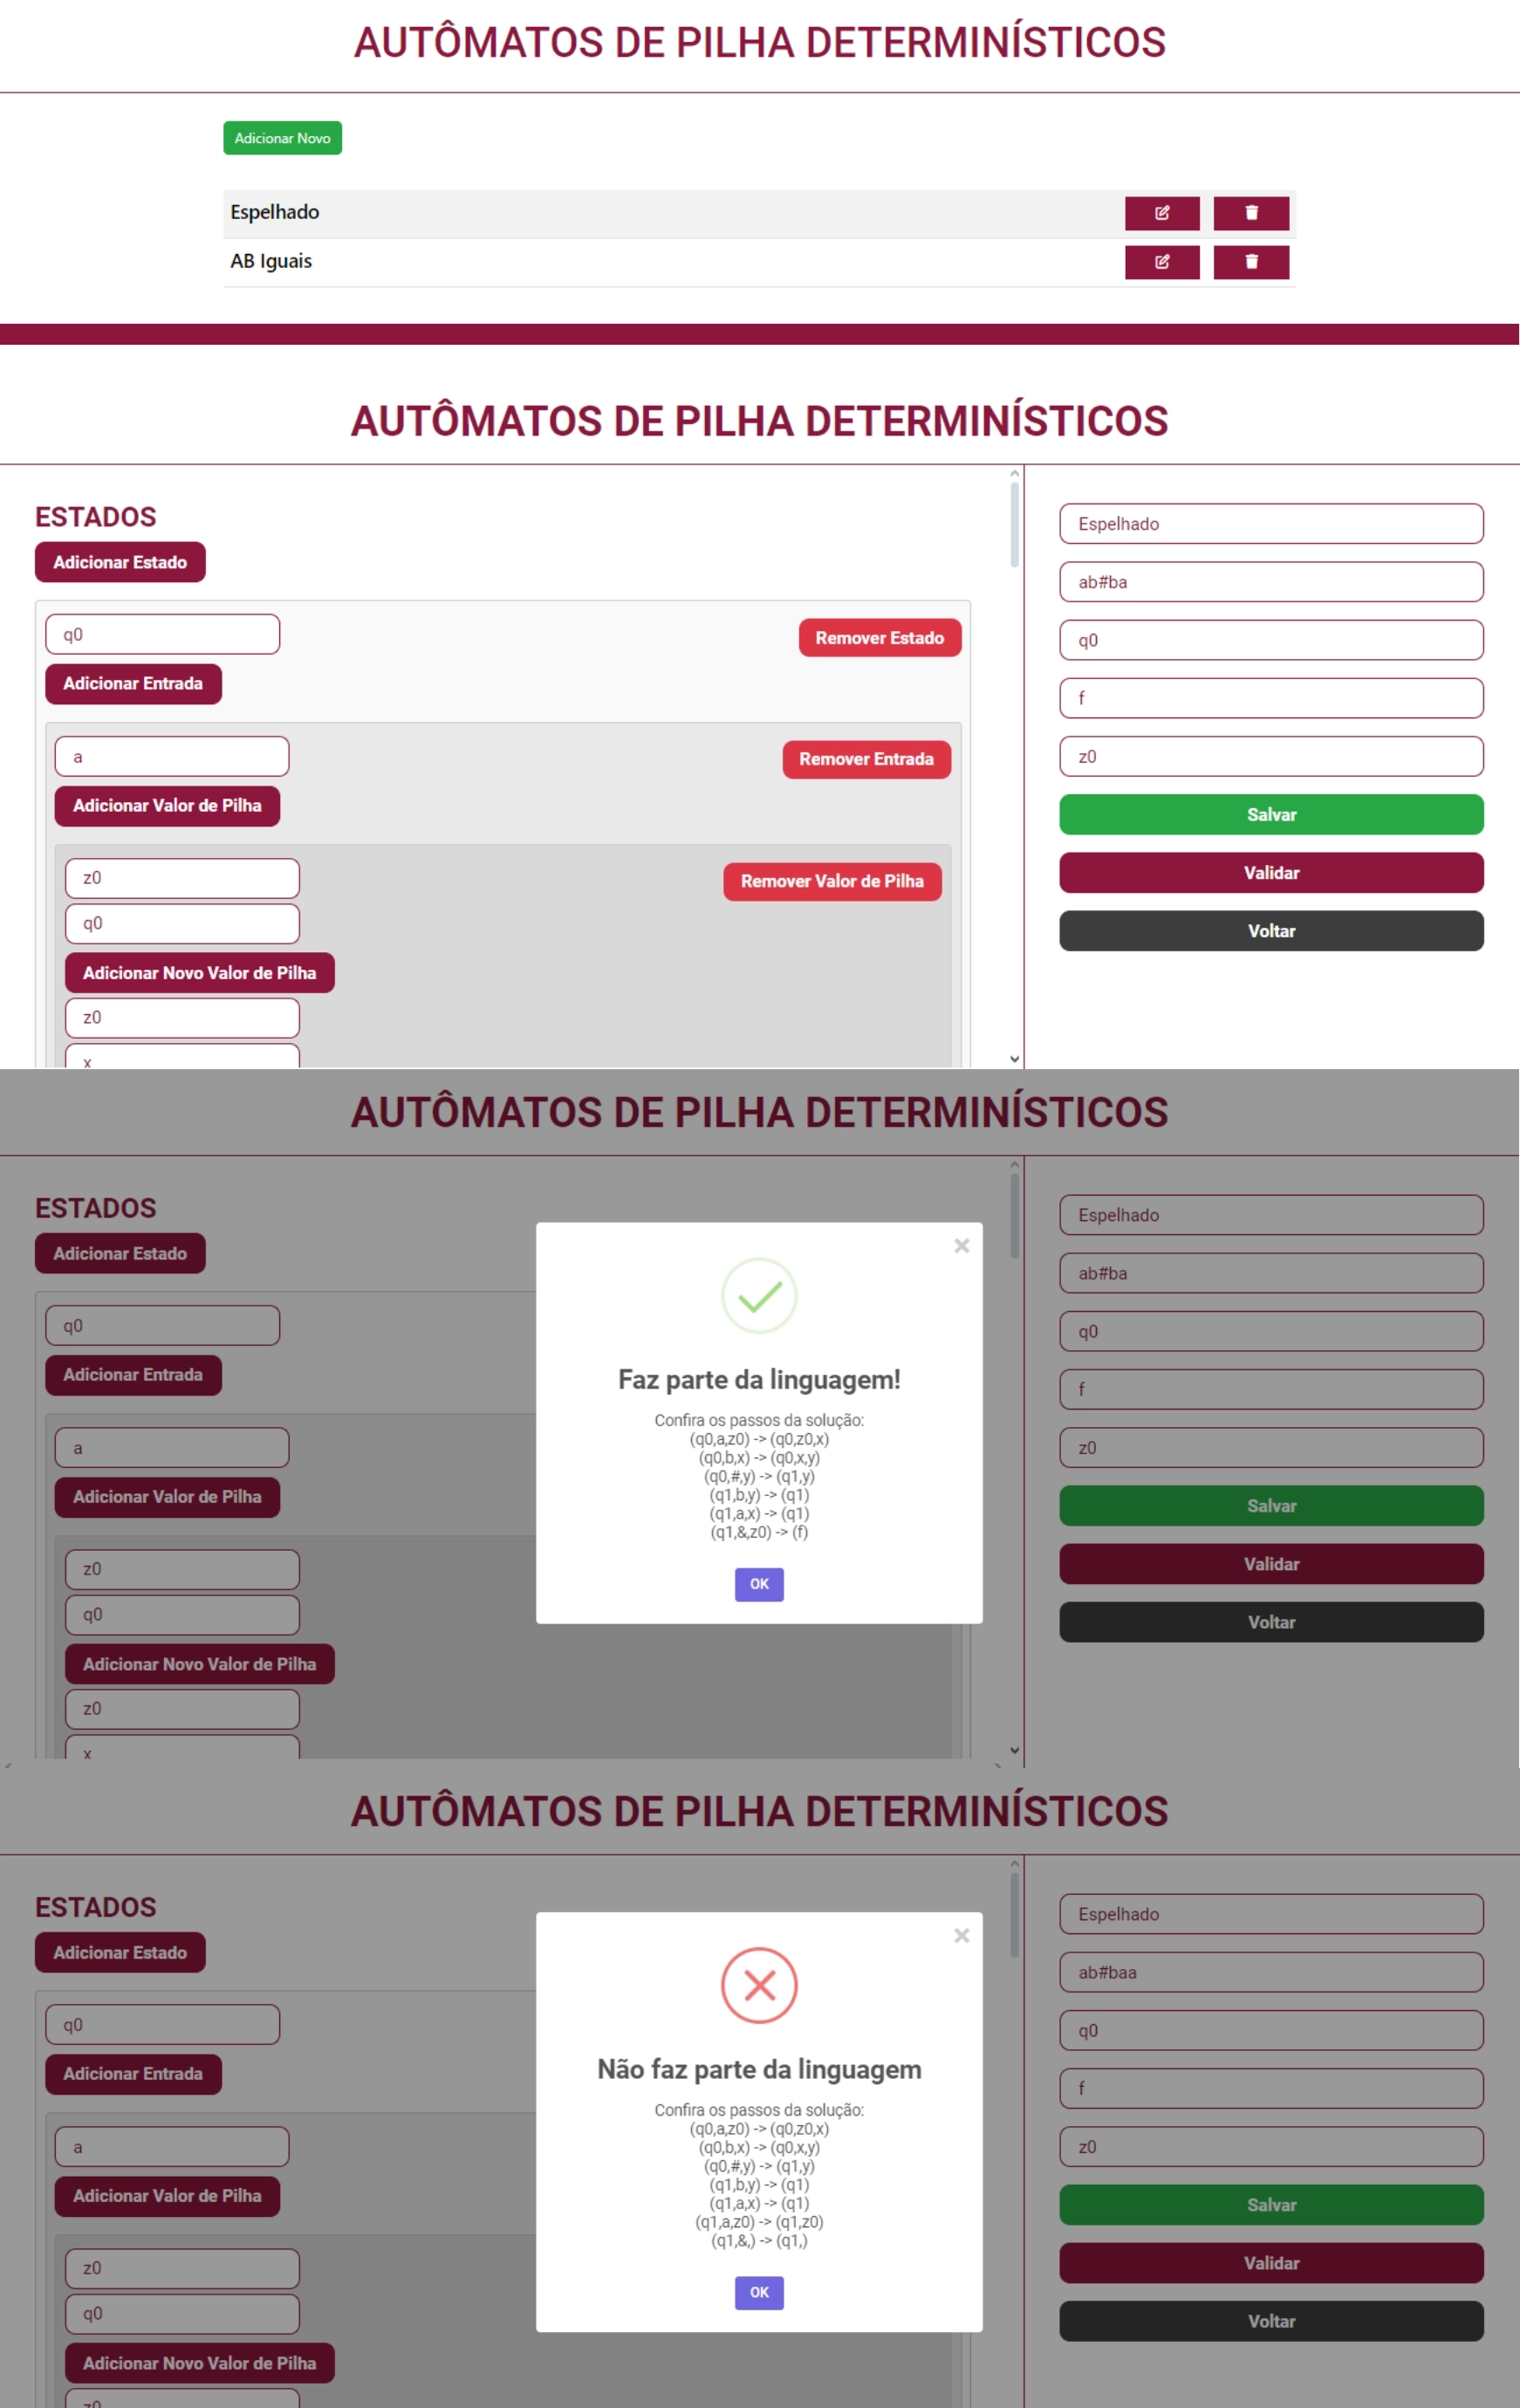 AUTÔMATOS DE PILHA DETERMINÍSTICOS
Adicionar Novo
Espelhado
AB Iguais
AUTÔMATOS DE PILHA DETERMINÍSTICOS
ESTADOS
Adicionar Estado
q0
Remover Estado
Adicionar Entrada
a
Remover Entrada
Adicionar Valor de Pilha
z0
Remover Valor de Pilha
q0
Adicionar Novo Valor de Pilha
z0
x
Espelhado
ab#ba
q0
f
z0
Salvar
Validar
Voltar
AUTÔMATOS DE PILHA DETERMINÍSTICOS
ESTADOS
Adicionar Estado
q0
Adicionar Entrada
a
Adicionar Valor de Pilha
z0
q0
Adicionar Novo Valor de Pilha
z0
x
Faz parte da linguagem!
Confira os passos da solução:
(q0,a,z0) -> (q0,z0,x)
(q0,b,x) -> (q0,x,y)
(q0,#,y) -> (q1,y)
(q1,b,y) -> (q1)
(q1,a,x) -> (q1)
(q1,&,z0) -> (f)
OK
Espelhado
ab#ba
q0
f
z0
Salvar
Validar
Voltar
AUTÔMATOS DE PILHA DETERMINÍSTICOS
ESTADOS
Adicionar Estado
q0
Adicionar Entrada
a
Adicionar Valor de Pilha
z0
q0
Adicionar Novo Valor de Pilha
z0
Não faz parte da linguagem
Confira os passos da solução:
(q0,a,z0) -> (q0,z0,x)
(q0,b,x) -> (q0,x,y)
(q0,#,y) -> (q1,y)
(q1,b,y) -> (q1)
(q1,a,x) -> (q1)
(q1,a,z0) -> (q1,z0)
(q1,&,) -> (q1,)
OK
Espelhado
ab#baa
q0
f
z0
Salvar
Validar
Voltar